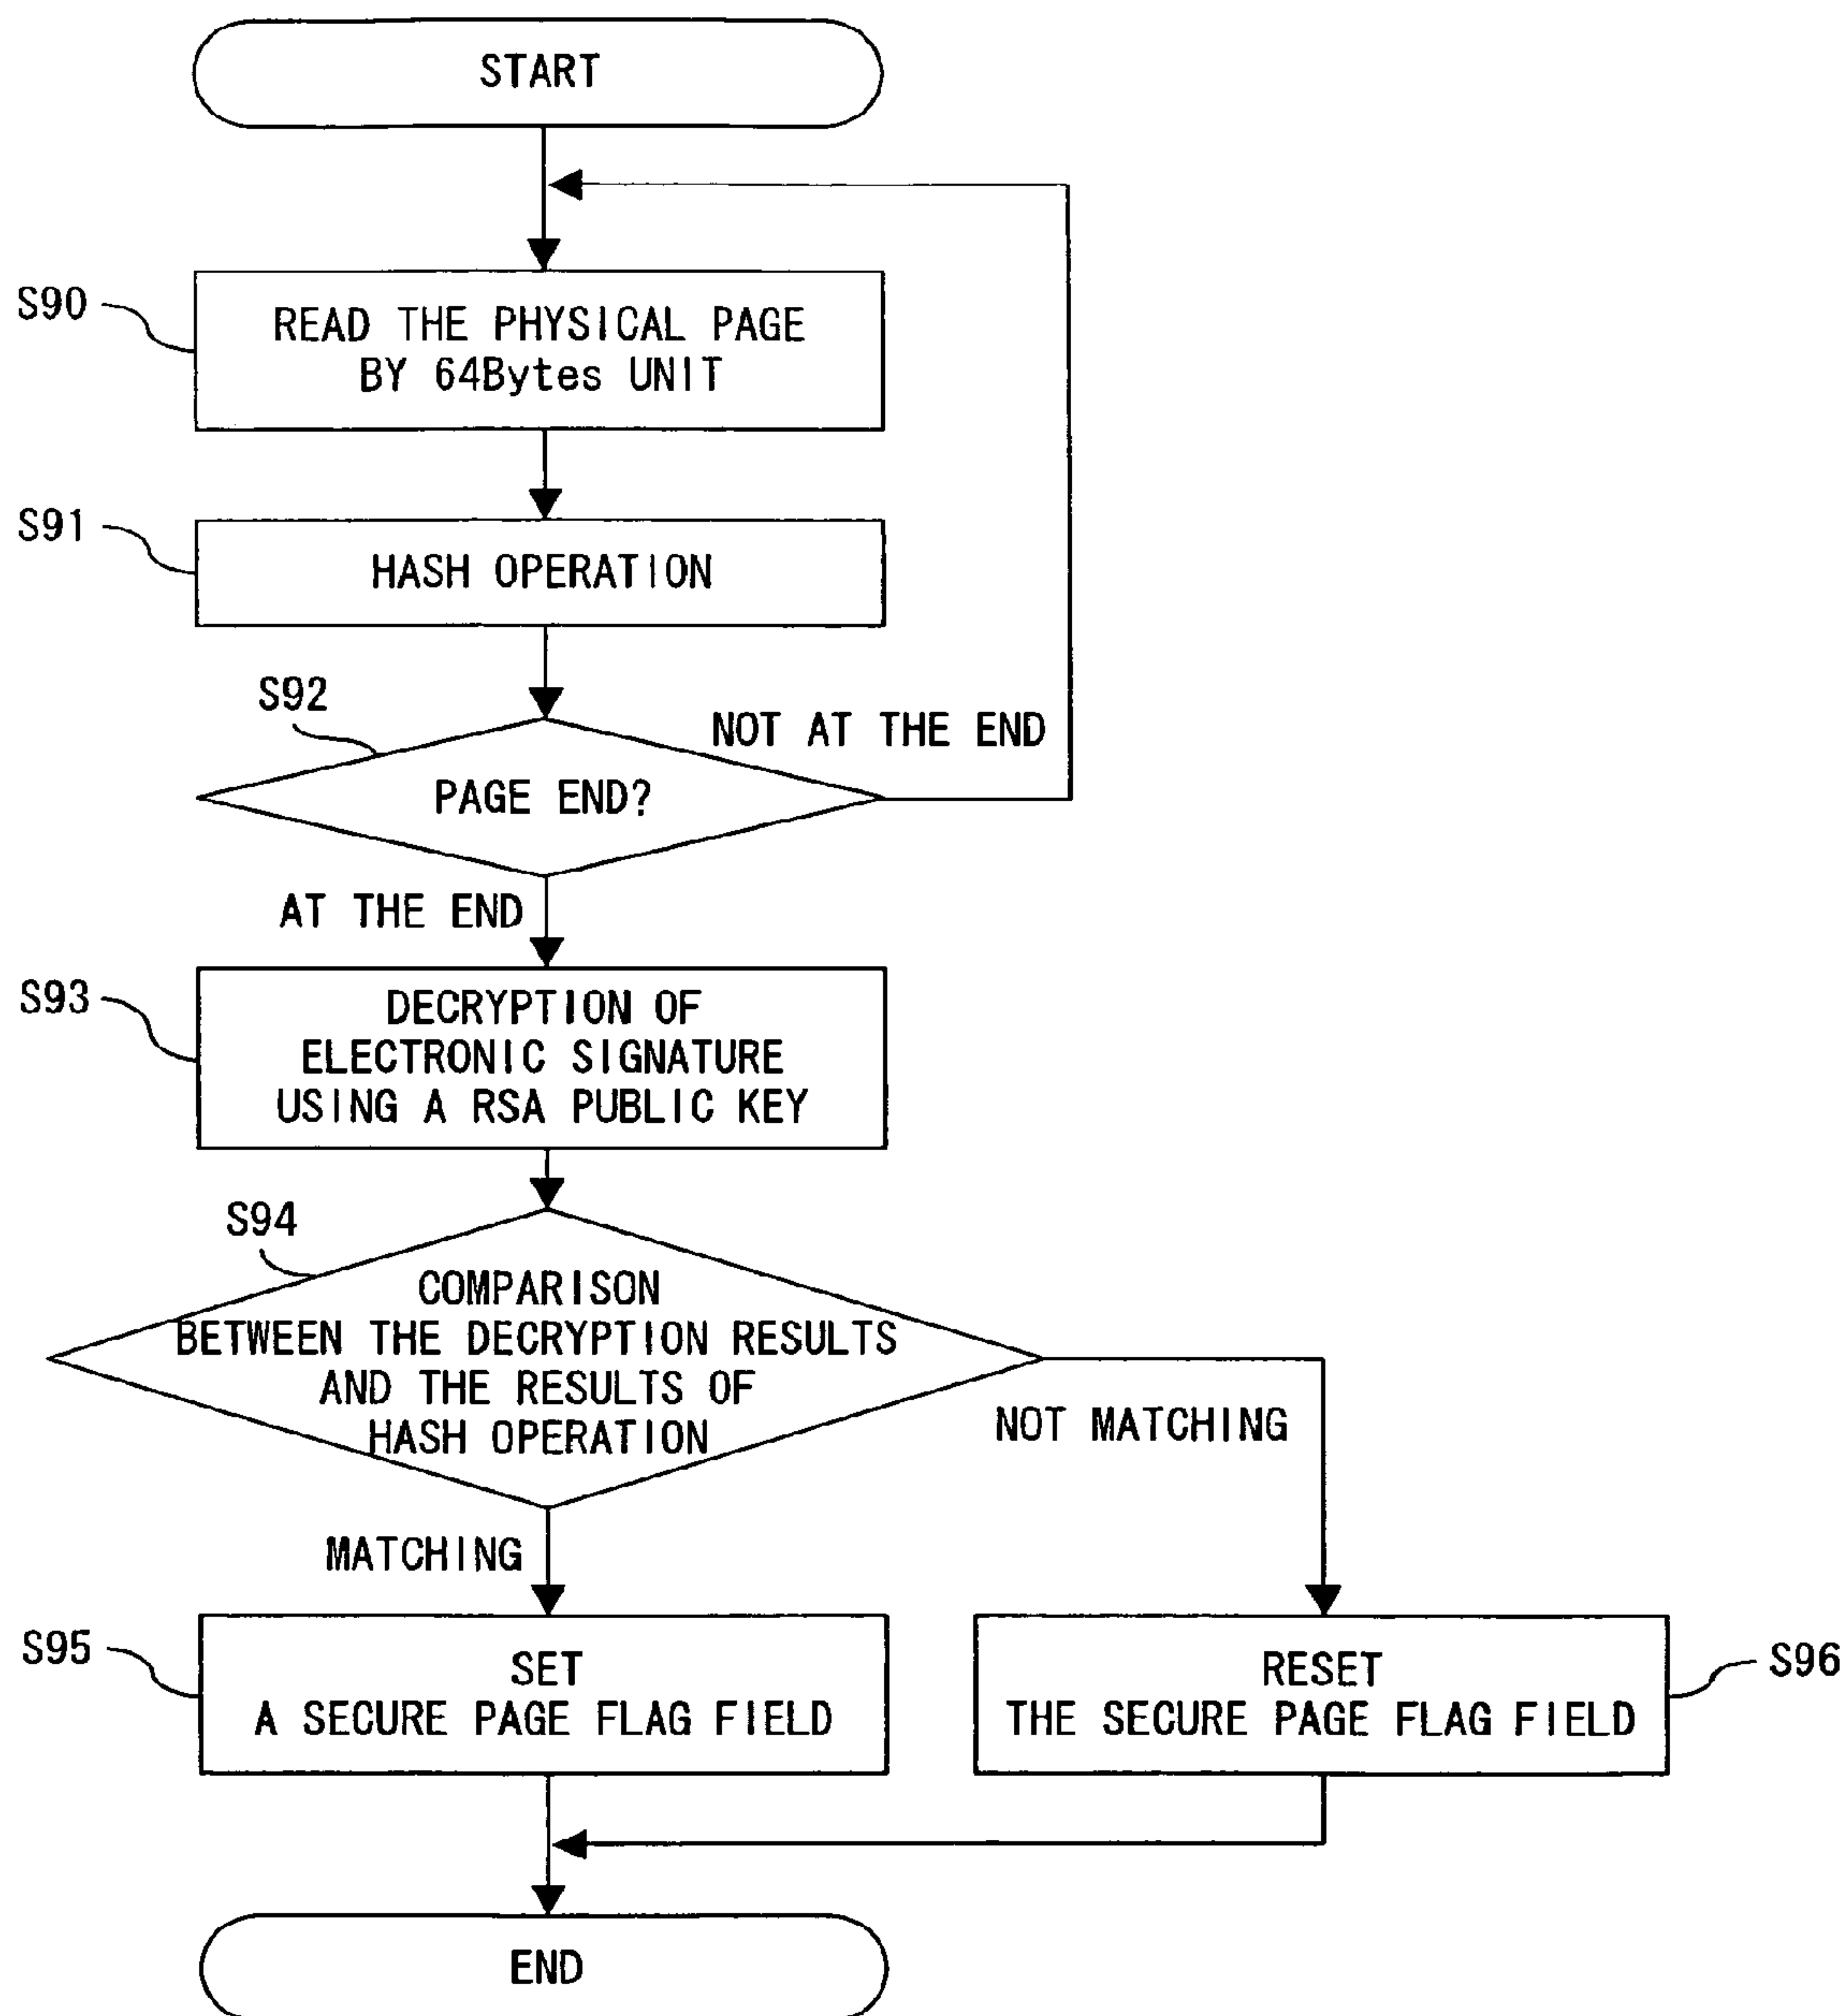 START
S90
READ THE PHYSICAL PAGE
BY 64Bytes UNIT
S91
HASH OPERATION
S92
NOT AT THE END
PAGE END?
AT THE END
S93
DECRYPTION OF
ELECTRONIC SIGNATURE
USING A RSA PUBLIC KEY
S94
COMPARISON
BETWEEN THE DECRYPTION RESULTS
AND THE RESULTS OF
HASH OPERATION
NOT MATCHING
MATCHING
S95
SET
A SECURE PAGE FLAG FIELD
RESET
THE SECURE PAGE FLAG FIELD
S96
END